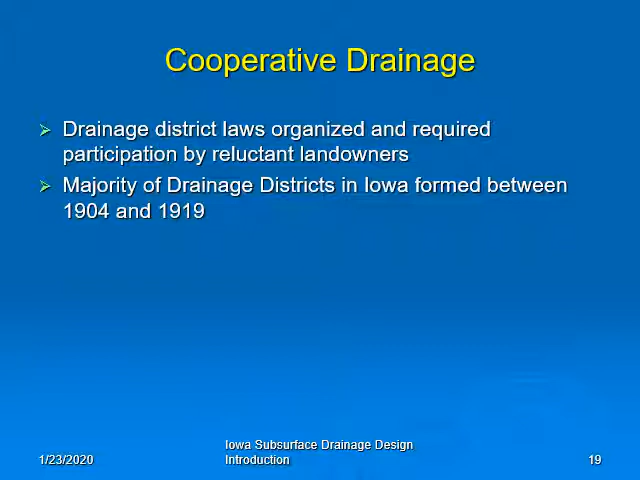 Cooperative Drainage
Drainage district laws organized and required
participation by reluctant landowners
Majority of Drainage Districts in Iowa formed between
1904 and 1919
Iowa Subsurface Drainage Design
1/23/2020 Introduction 19